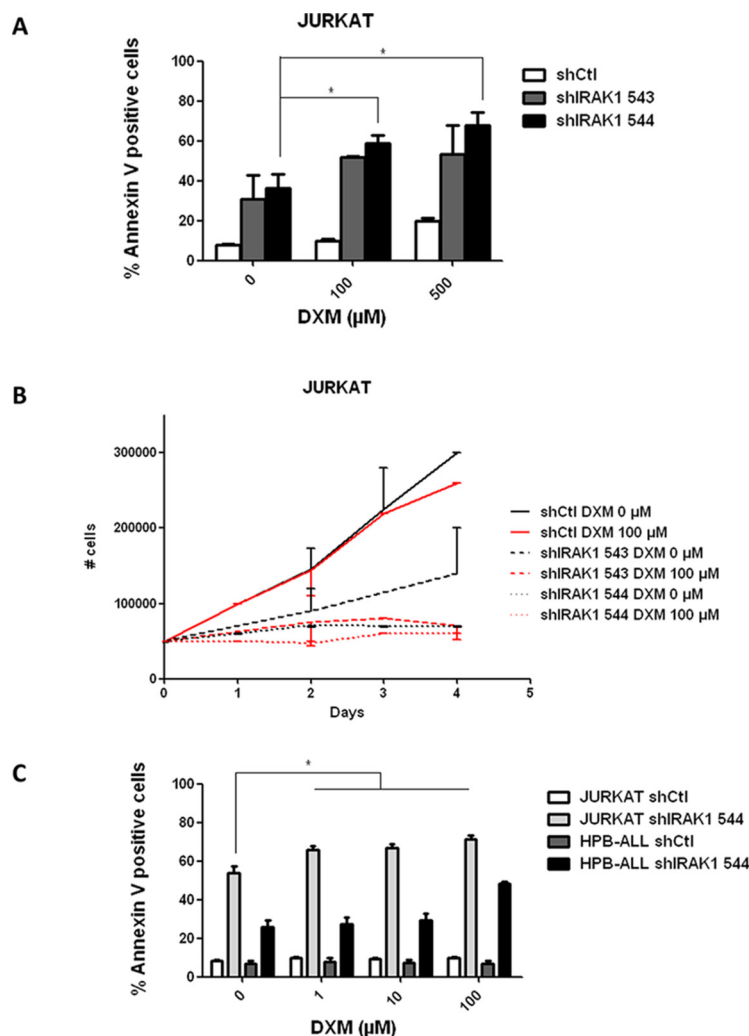 A
JURKAT
% Annexin V positive cells
100
80
60
40
20
0
*
*
shCtl
shIRAK1 543
shIRAK1 544
0
100
500
DXM (µM)
B
JURKAT
# cells
300000
200000
100000
0
0
1
2
3
4
5
Days
shCtl DXM 0 µM
shCtl DXM 100 µM
shIRAK1 543 DXM 0 µM
shIRAK1 543 DXM 100 µM
shIRAK1 544 DXM 0 µM
shIRAK1 544 DXM 100 µM
C
% Annexin V positive cells
100
80
60
40
20
0
*
JURKAT shCtl
JURKAT shIRAK1 544
HPB-ALL shCtl
HPB-ALL shIRAK1 544
0
1
10
100
DXM (µM)